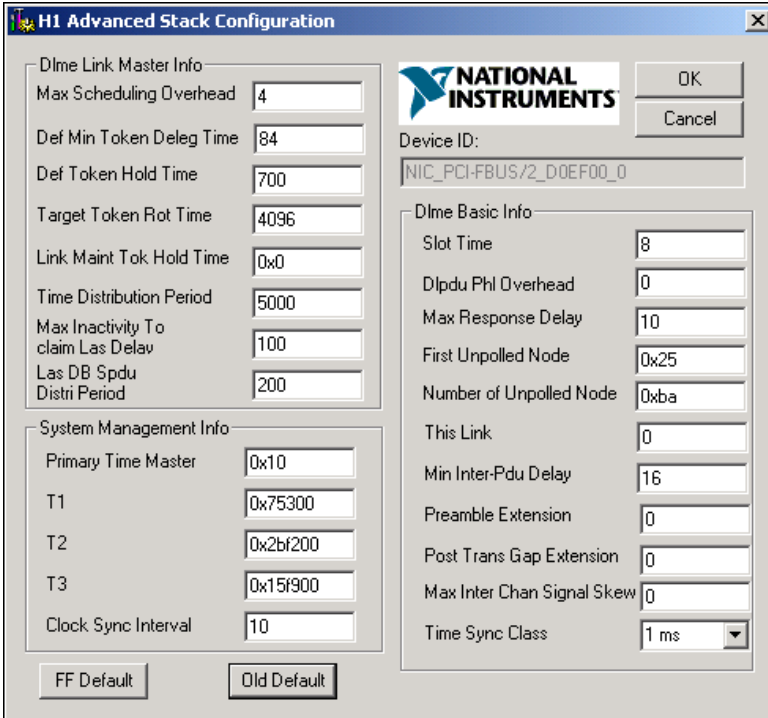 H1 Advanced Stack Configuration
Dlme Link Master Info
Max Scheduling Overhead 4
Def Min Token Deleg Time 84
Def Token Hold Time 700
Target Token Rot Time 4096
Link Maint Tok Hold Time 0x0
Time Distribution Period 5000
Max Inactivity To
claim Las Delay 100
Las DB Spdu
Distri Period 200
System Management Info
Primary Time Master 0x10
T1 0x75300
T2 0x2bf200
T3 0x15f900
Clock Sync Interval 10
FF Default
Old Default
NATIONAL
INSTRUMENTS
OK
Cancel
Device ID:
NIC_PCI-FBUS/2_D0EF00_0
Dlme Basic Info
Slot Time 8
Dlpdu Phl Overhead 0
Max Response Delay 10
First Unpolled Node 0x25
Number of Unpolled Node 0xba
This Link 0
Min Inter-Pdu Delay 16
Preamble Extension 0
Post Trans Gap Extension 0
Max Inter Chan Signal Skew 0
Time Sync Class 1 ms